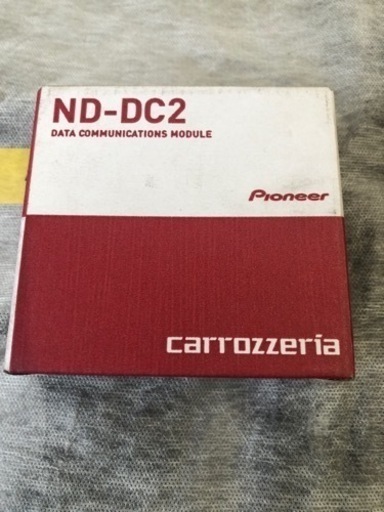 ND-DC2
DATA COMMUNICATIONS MODULE
Pioneer
carrozzeria